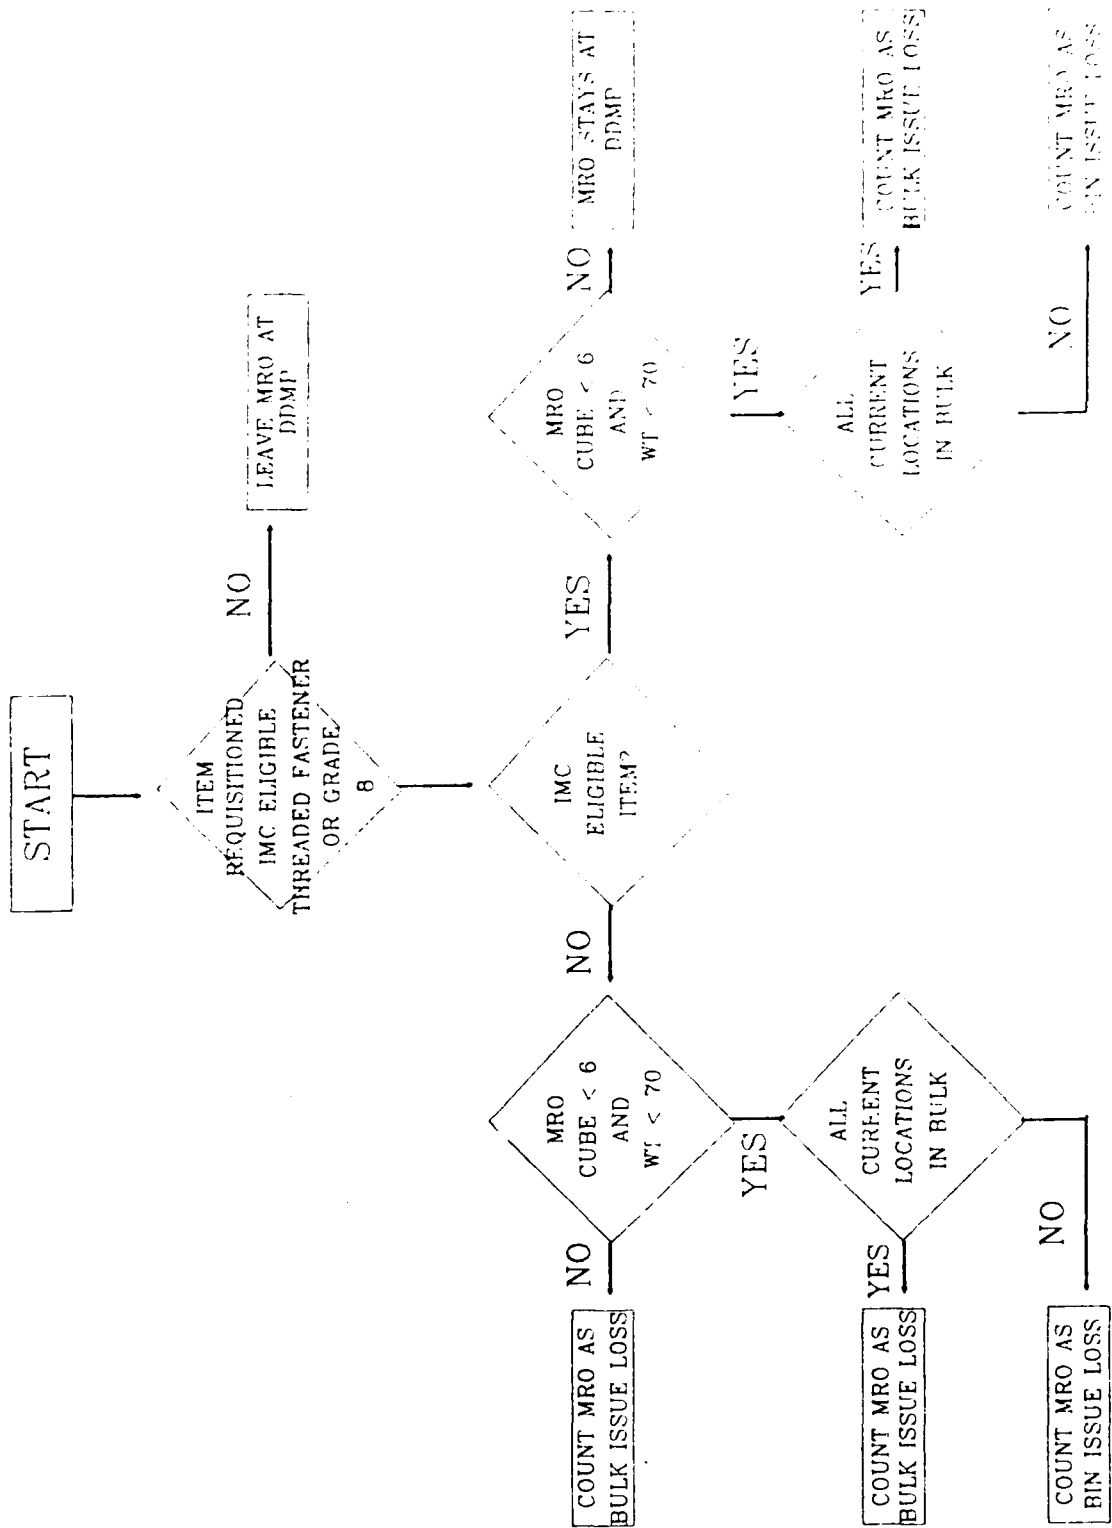 START
ITEM
REQUISITIONED
IMC ELIGIBLE
THREADED FASTENER
OR GRADE
8
NO
LEAVE MRO AT
DDMP
IMC
ELIGIBLE
ITEM?
NO
YES
MRO
CUBE < 6
AND
WT < 70
NO
COUNT MRO AS
BULK ISSUE LOSS
YES
ALL
CURRENT
LOCATIONS
IN BULK
YES
COUNT MRO AS
BULK ISSUE LOSS
NO
COUNT MRO AS
BIN ISSUE LOSS
MRO
CUBE < 6
AND
WT < 70
NO
MRO STAYS AT
DDMP
YES
ALL
CURRENT
LOCATIONS
IN BULK
YES
COUNT MRO AS
BULK ISSUE LOSS
NO
COUNT MRO AS
BIN ISSUE LOSS